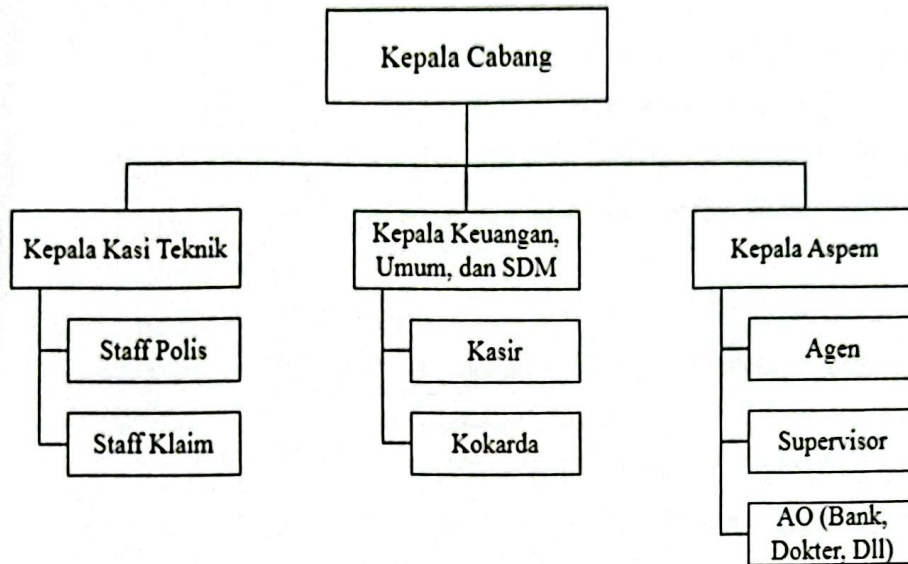 Kepala Cabang
Kepala Kasi Teknik
Kepala Keuangan,
Umum, dan SDM
Kepala Aspem
Staff Polis
Kasir
Agen
Staff Klaim
Kokarda
Supervisor
AO (Bank,
Dokter, Dll)